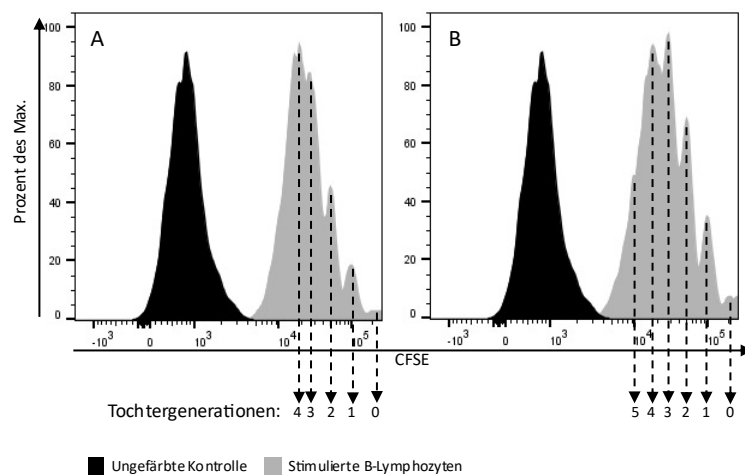 A
B
Prozent des Max.
100
80
60
40
20
0
100
80
60
40
20
0
-10³ 0 10³ 10⁴ 10⁵
-10³ 0 10³ 10⁴ 10⁵
CFSE
Tochtergenerationen: 4 3 2 1 0 5 4 3 2 1 0
Ungefärbte Kontrolle Stimulierte B-Lymphozyten